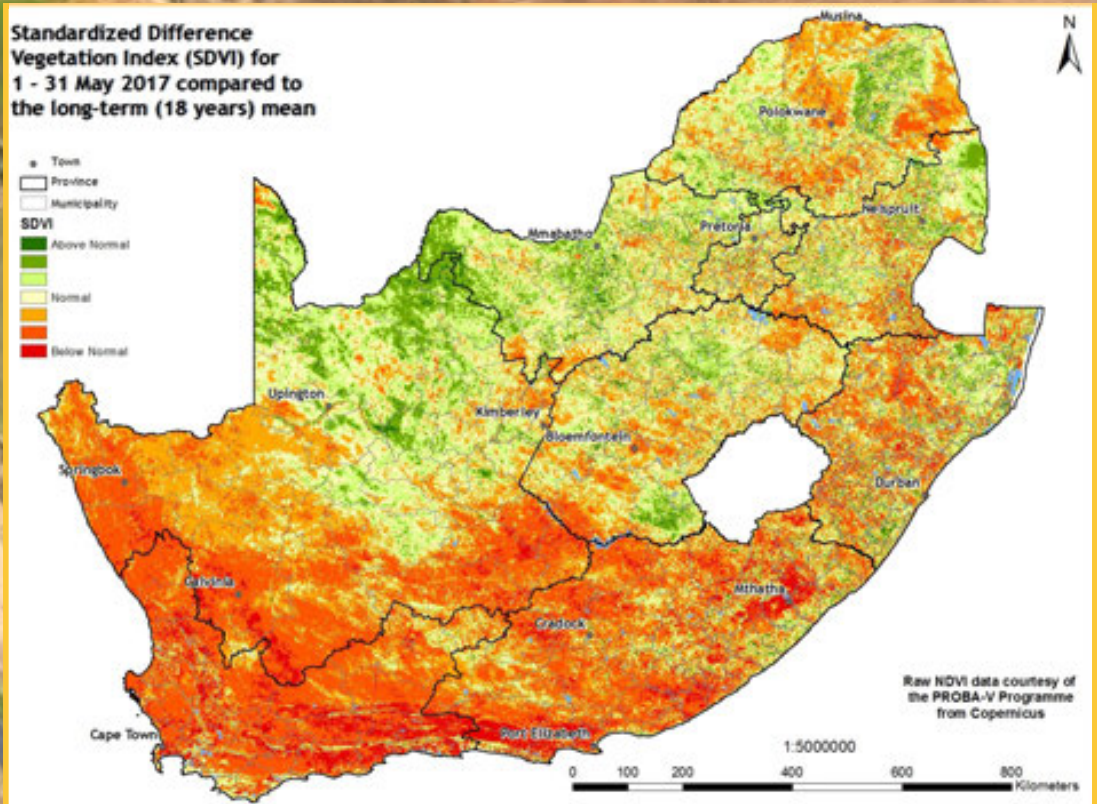 Standardized Difference
Vegetation Index (SDVI) for
1 - 31 May 2017 compared to
the long-term (18 years) mean
Town
Province
Municipality
SDVI
Above Normal
Normal
Below Normal
N
Musina
Polokwane
Nelspruit
Pretoria
Mmabatho
Upington
Kimberley
Bloemfontein
Springbok
Durban
Calvinia
Mthatha
Cradock
Cape Town
Port Elizabeth
Raw NDVI data courtesy of
the PROBA-V Programme
from Copernicus
1:5000000
0 100 200 400 600 800
Kilometers